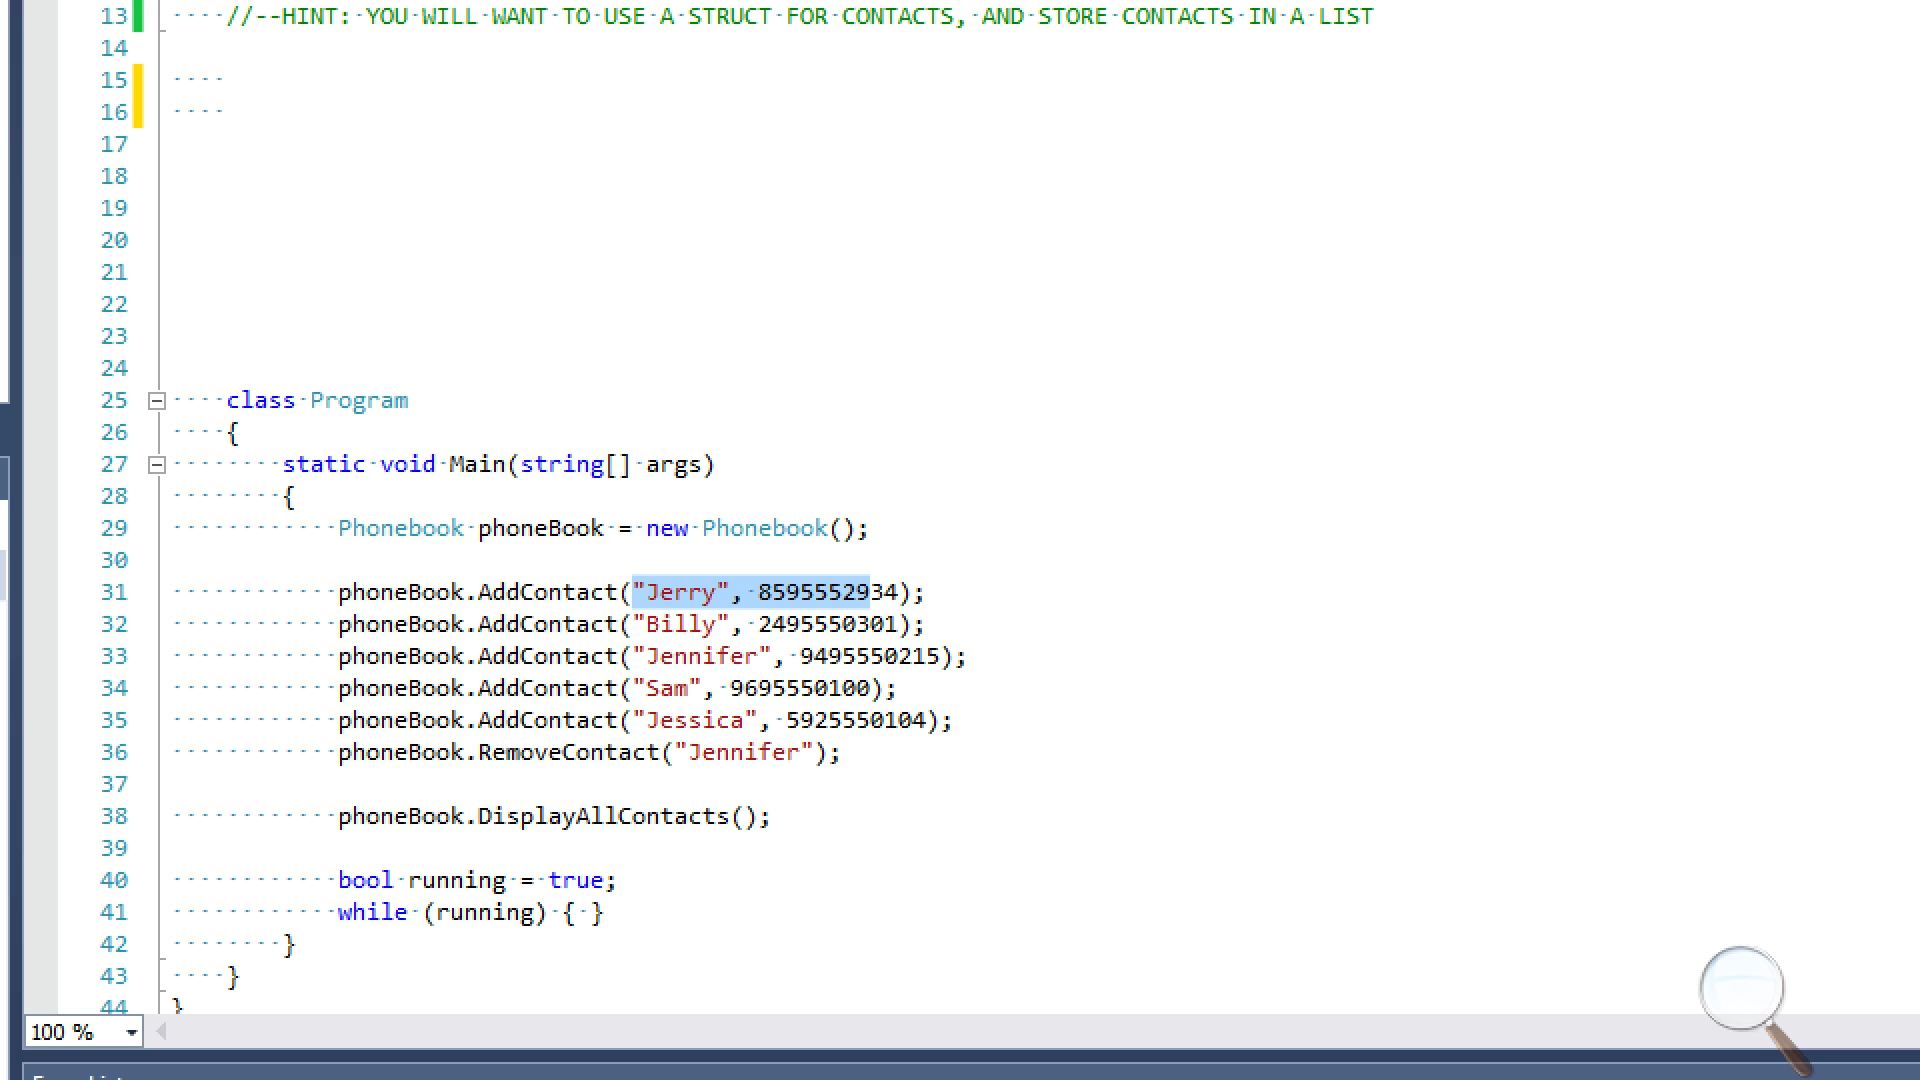 13 //--HINT: YOU WILL WANT TO USE A STRUCT FOR CONTACTS, AND STORE CONTACTS IN A LIST
14
15
16
17
18
19
20
21
22
23
24
25 class Program
26 {
27 static void Main(string[] args)
28 {
29 Phonebook phoneBook = new Phonebook();
30
31 phoneBook.AddContact("Jerry", 8595552934);
32 phoneBook.AddContact("Billy", 2495550301);
33 phoneBook.AddContact("Jennifer", 9495550215);
34 phoneBook.AddContact("Sam", 9695550100);
35 phoneBook.AddContact("Jessica", 5925550104);
36 phoneBook.RemoveContact("Jennifer");
37
38 phoneBook.DisplayAllContacts();
39
40 bool running = true;
41 while (running) { }
42 }
43 }
44 }
100 %